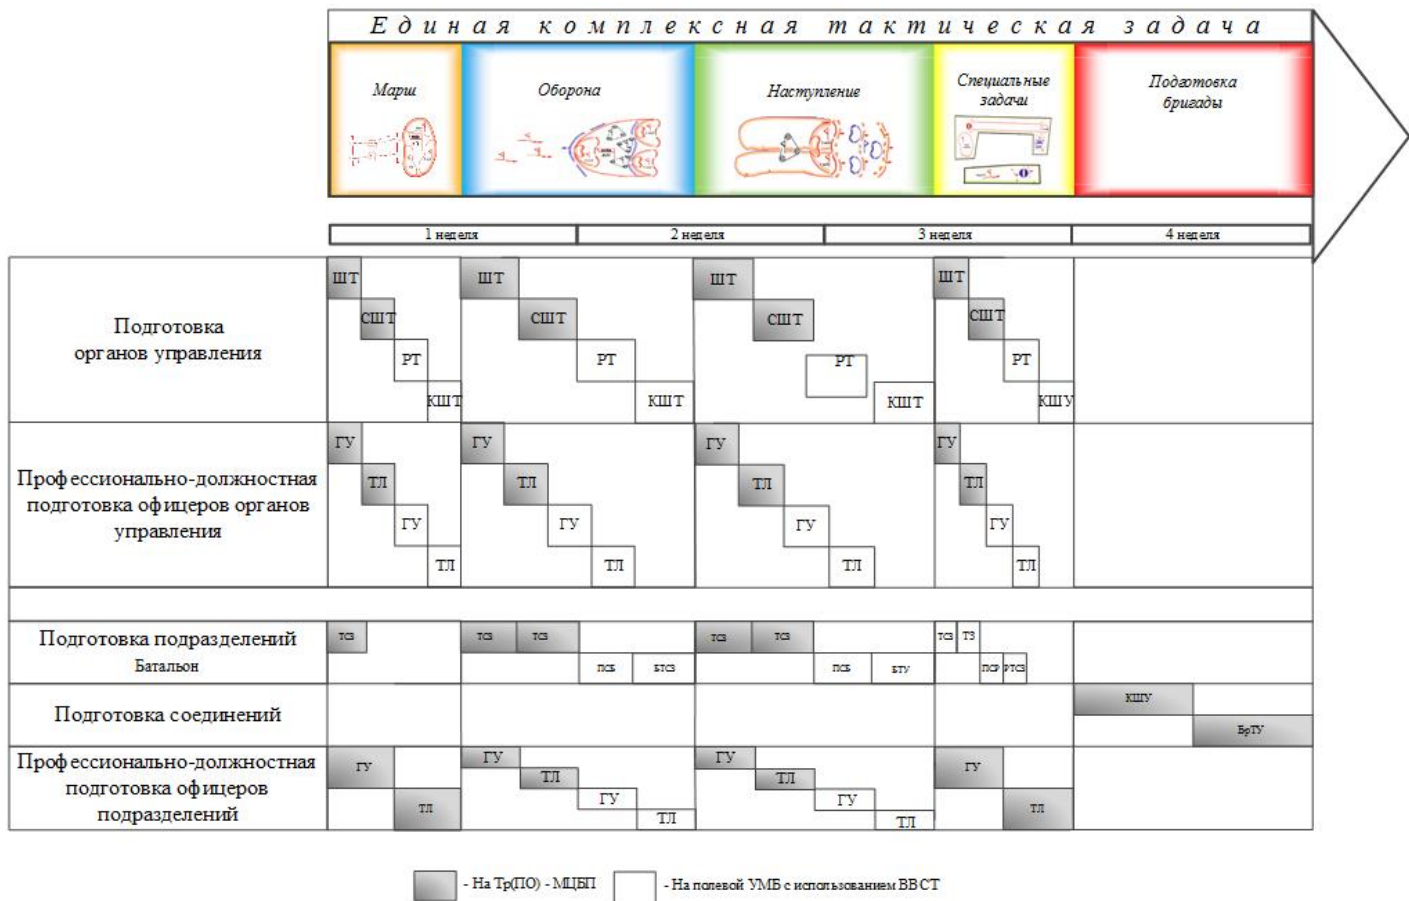 Единая комплексная тактическая задача
Марш
Оборона
Наступление
Специальные
задачи
Подготовка
бригады
1 неделя
2 неделя
3 неделя
4 неделя
Подготовка
органов управления
ШТ
ШТ
ШТ
ШТ
СШТ
СШТ
СШТ
СШТ
РТ
РТ
РТ
РТ
КШТ
КШТ
КШТ
КШУ
Профессионально-должностная
подготовка офицеров органов
управления
ГУ
ГУ
ГУ
ГУ
ТЛ
ТЛ
ТЛ
ТЛ
ГУ
ГУ
ГУ
ГУ
ТЛ
ТЛ
ТЛ
ТЛ
Подготовка подразделений
Батальон
ТСЗ
ТСЗ
ТСЗ
ТСЗ
ТСЗ
ТСЗ
ТЗ
ПСБ
БТСЗ
ПСБ
БТУ
ПСР
РТСЗ
Подготовка соединений
КШУ
БрТУ
Профессионально-должностная
подготовка офицеров
подразделений
ГУ
ГУ
ГУ
ГУ
ТЛ
ТЛ
ТЛ
ТЛ
ГУ
ГУ
ТЛ
ТЛ
- На Тр(ПО) - МЦБП
- На полевой УМБ с использованием ВВСТ